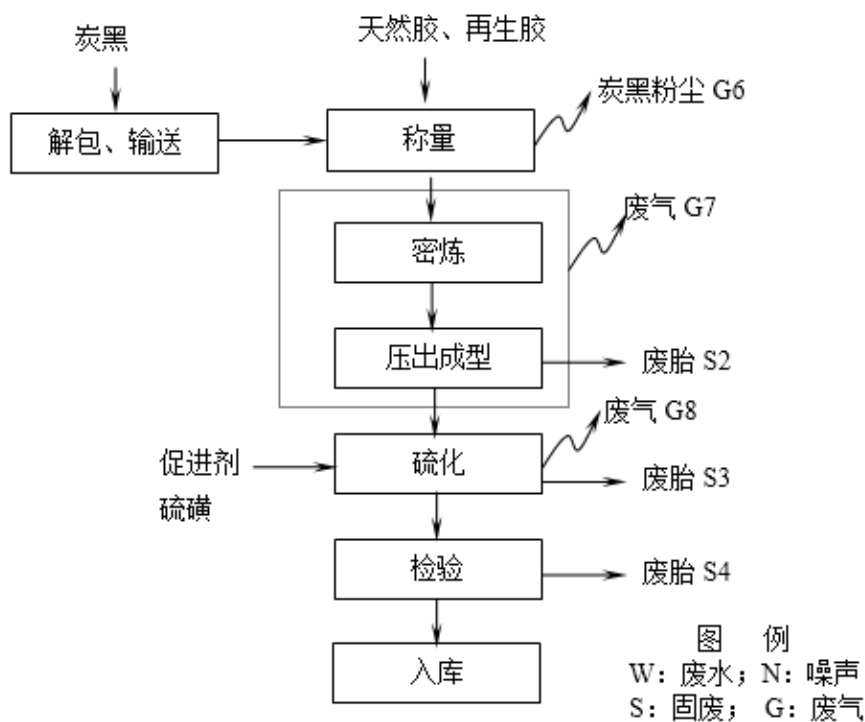 炭黑
天然胶、再生胶
炭黑粉尘 G6
解包、输送
称量
废气 G7
密炼
压出成型
废胎 S2
废气 G8
促进剂
硫磺
硫化
废胎 S3
检验
废胎 S4
入库
图 例
W：废水；N：噪声
S：固废； G：废气